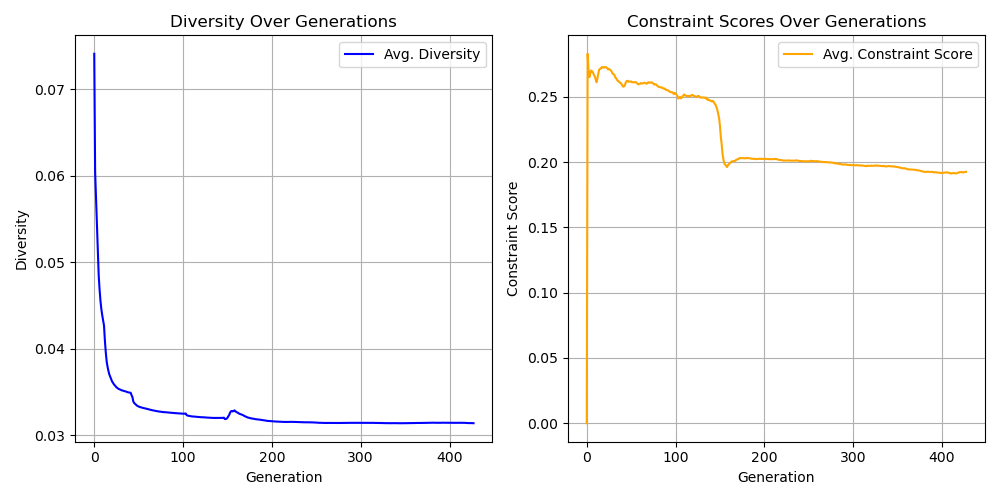 Diversity Over Generations
Avg. Diversity
0.07
0.06
0.05
0.04
0.03
Diversity
0
100
200
300
400
Generation
Constraint Scores Over Generations
Avg. Constraint Score
0.25
0.20
0.15
0.10
0.05
0.00
Constraint Score
0
100
200
300
400
Generation